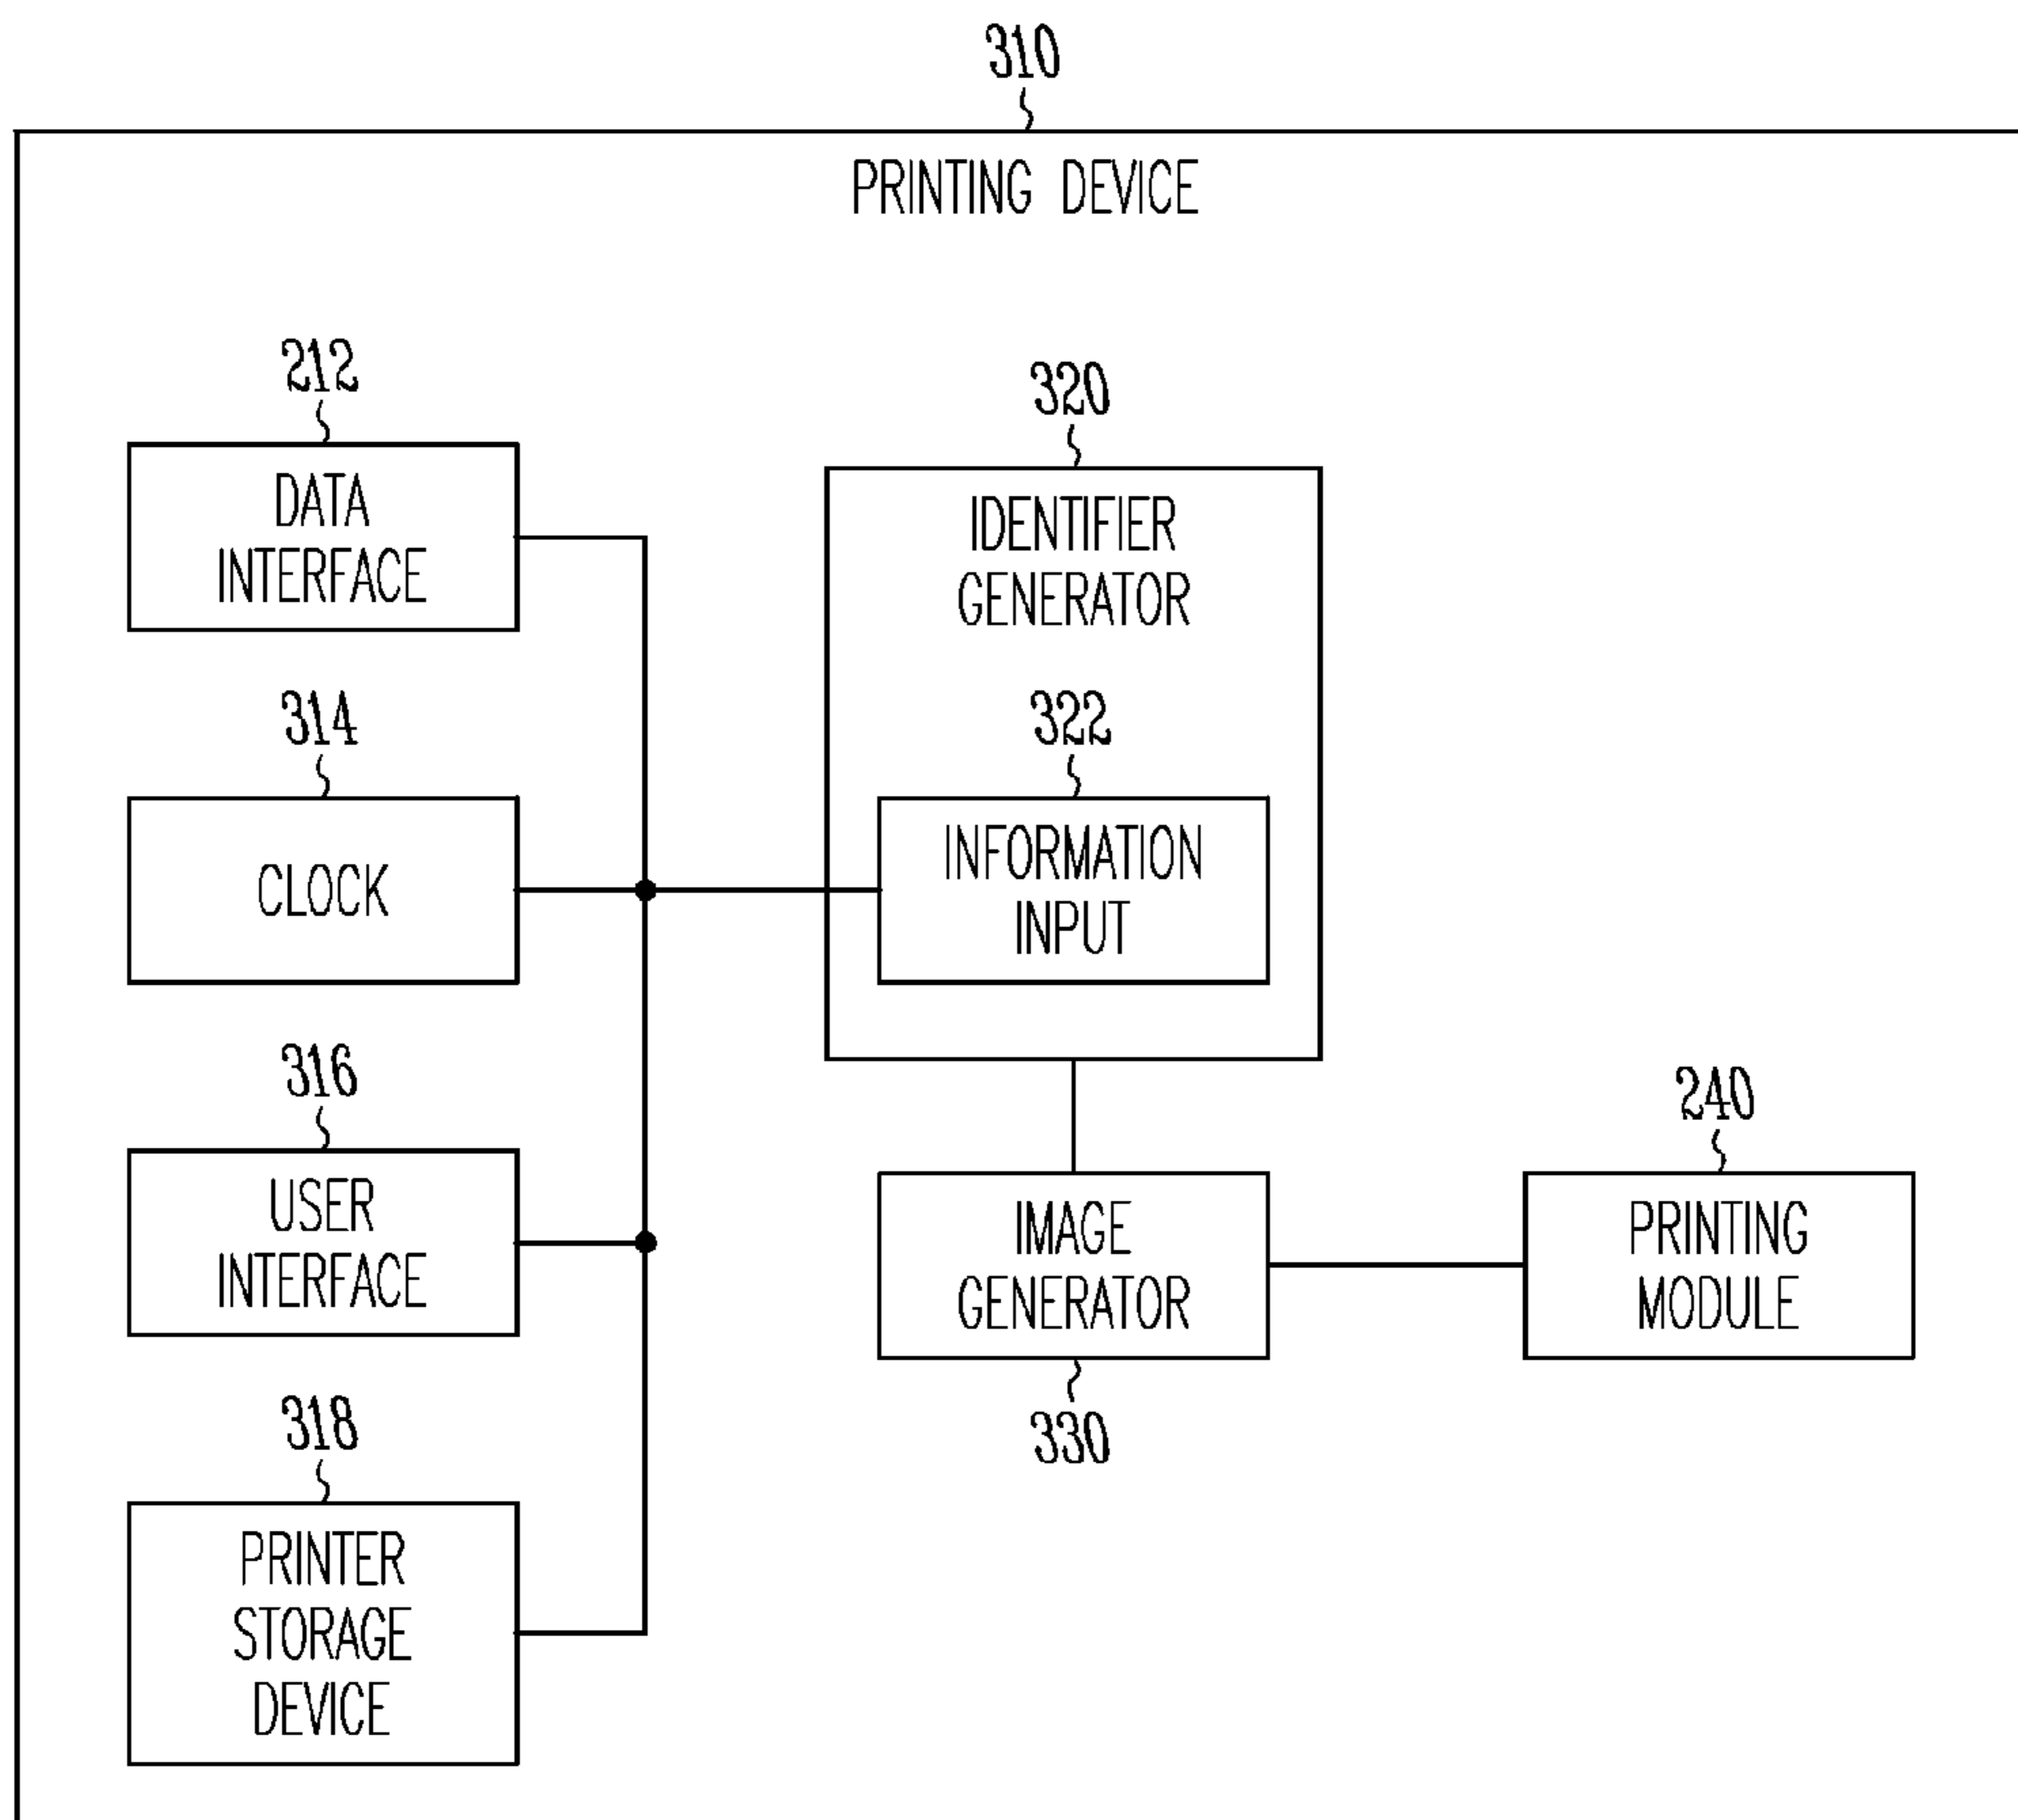 310
PRINTING DEVICE
212
DATA
INTERFACE
314
CLOCK
316
USER
INTERFACE
318
PRINTER
STORAGE
DEVICE
320
IDENTIFIER
GENERATOR
322
INFORMATION
INPUT
IMAGE
GENERATOR
330
240
PRINTING
MODULE